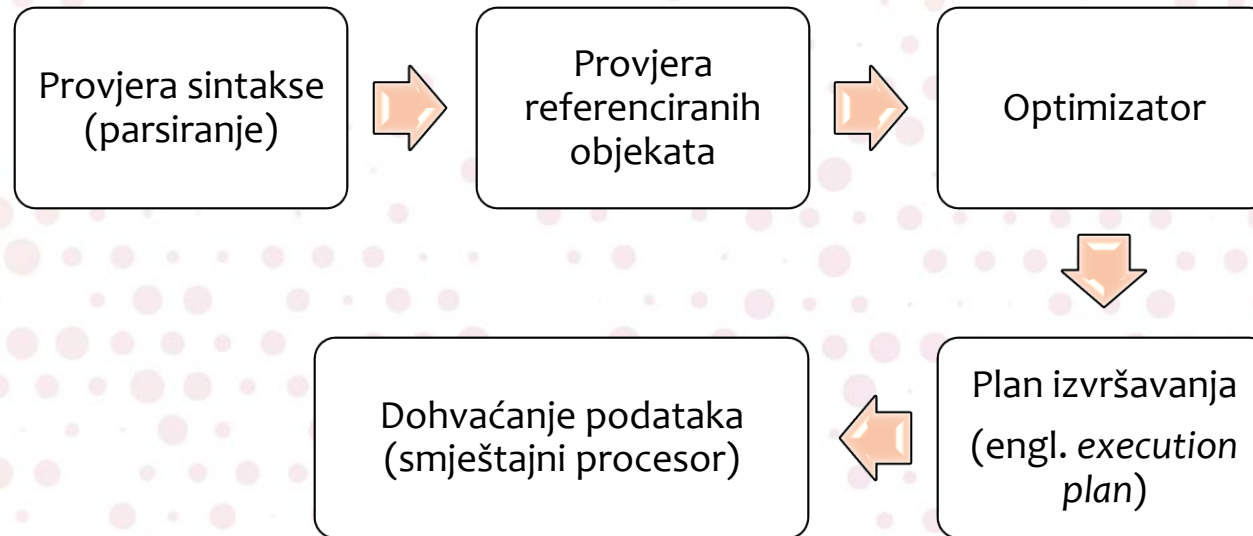 Provjera sintakse
(parsiranje)
Provjera
referenciranih
objekata
Optimizator
Plan izvršavanja
(engl. execution
plan)
Dohvaćanje podataka
(smještajni procesor)